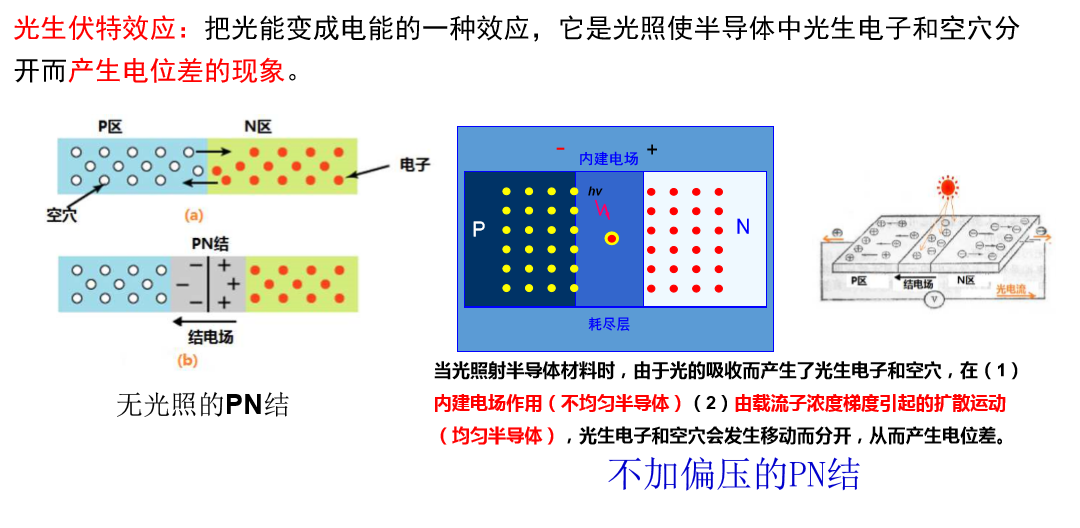 光生伏特效应：把光能变成电能的一种效应，它是光照使半导体中光生电子和空穴分
开而产生电位差的现象。
P区 N区
电子
空穴
(a)
PN结
− + − + − +
结电场
(b)
无光照的PN结
− +
内建电场
hv
P N
耗尽层
P区 结电场 N区
光电流
V
当光照射半导体材料时，由于光的吸收而产生了光生电子和空穴，在（1）
内建电场作用（不均匀半导体）（2）由载流子浓度梯度引起的扩散运动
（均匀半导体），光生电子和空穴会发生移动而分开，从而产生电位差。
不加偏压的PN结